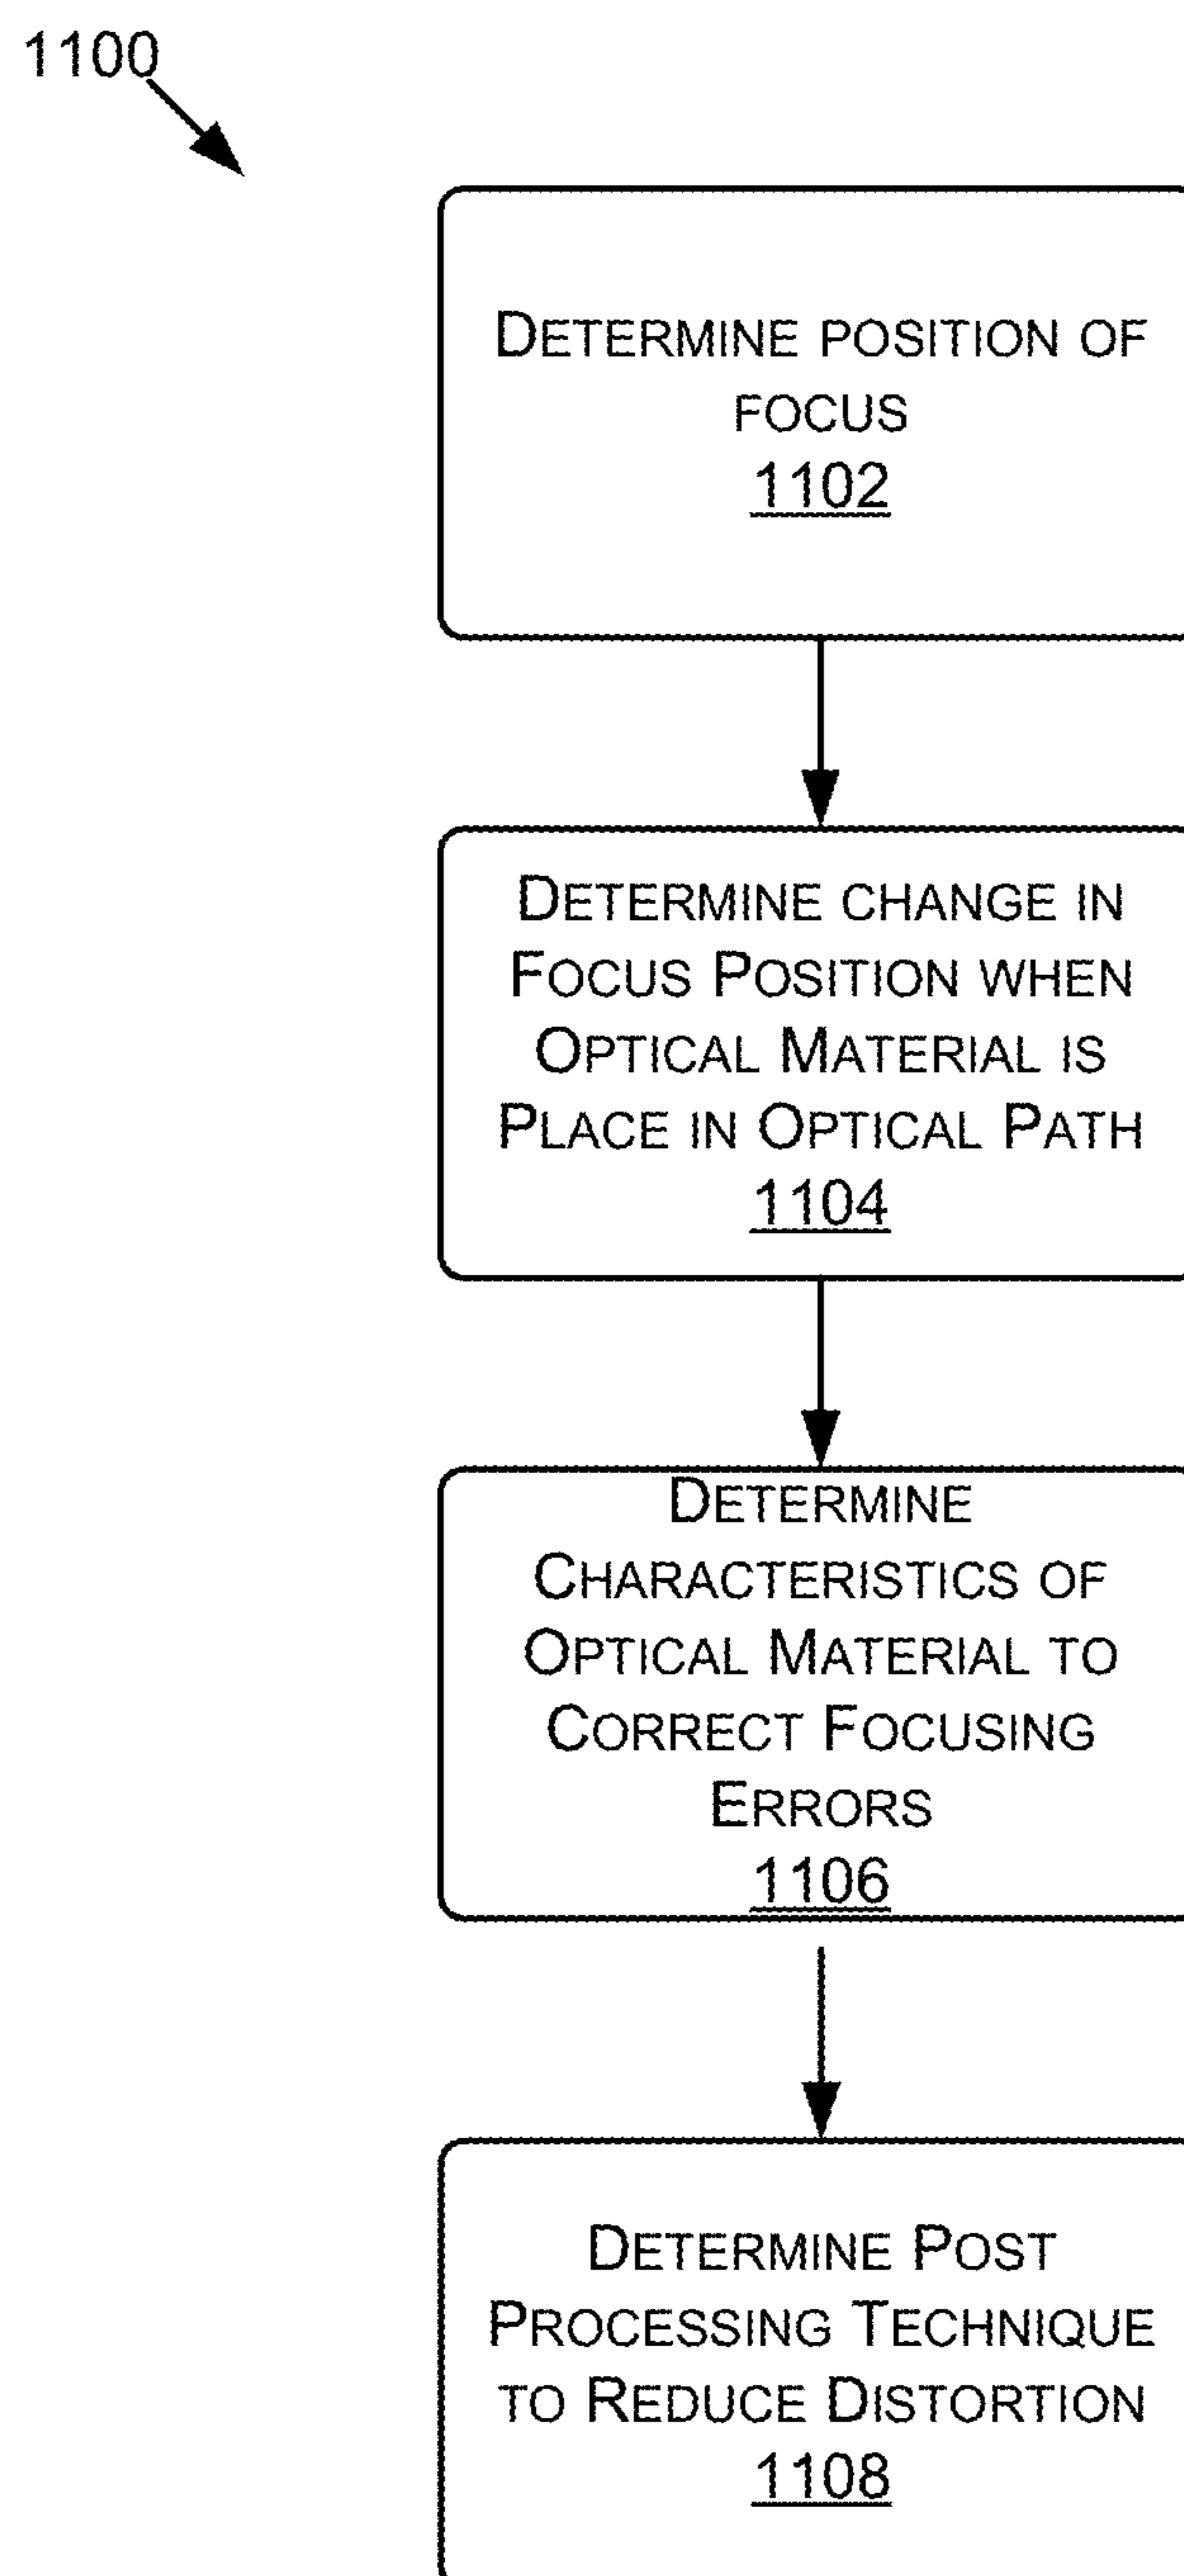 1100
DETERMINE POSITION OF
FOCUS
1102
DETERMINE CHANGE IN
FOCUS POSITION WHEN
OPTICAL MATERIAL IS
PLACE IN OPTICAL PATH
1104
DETERMINE
CHARACTERISTICS OF
OPTICAL MATERIAL TO
CORRECT FOCUSING
ERRORS
1106
DETERMINE POST
PROCESSING TECHNIQUE
TO REDUCE DISTORTION
1108